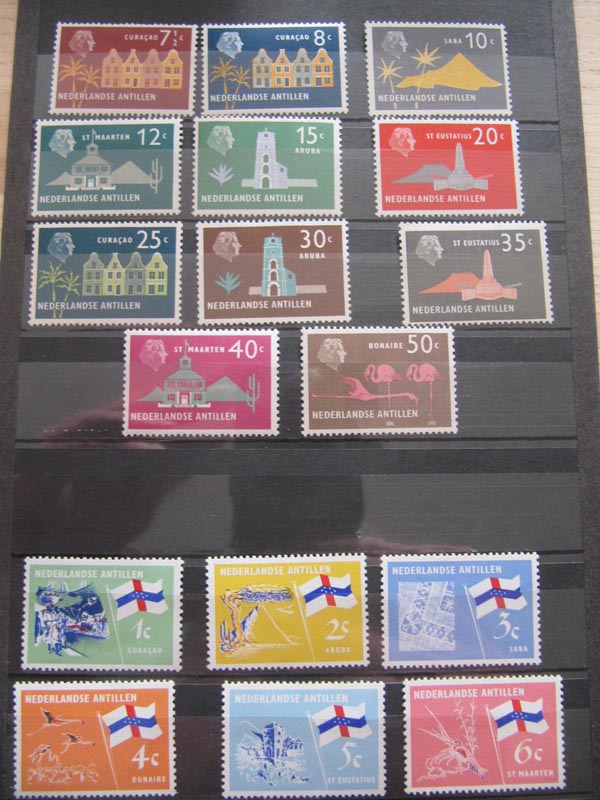 CURAÇAO 7½c
NEDERLANDSE ANTILLEN
CURAÇAO 8c
NEDERLANDSE ANTILLEN
SABA 10c
NEDERLANDSE ANTILLEN
ST MAARTEN 12c
NEDERLANDSE ANTILLEN
15c
ARUBA
NEDERLANDSE ANTILLEN
ST EUSTATIUS 20c
NEDERLANDSE ANTILLEN
CURAÇAO 25c
NEDERLANDSE ANTILLEN
30c
ARUBA
NEDERLANDSE ANTILLEN
ST EUSTATIUS 35c
NEDERLANDSE ANTILLEN
ST MAARTEN 40c
NEDERLANDSE ANTILLEN
BONAIRE 50c
NEDERLANDSE ANTILLEN
NEDERLANDSE ANTILLEN
1c
CURAÇAO
NEDERLANDSE ANTILLEN
2c
ARUBA
NEDERLANDSE ANTILLEN
3c
SABA
NEDERLANDSE ANTILLEN
4c
BONAIRE
NEDERLANDSE ANTILLEN
5c
ST EUSTATIUS
NEDERLANDSE ANTILLEN
6c
ST MAARTEN